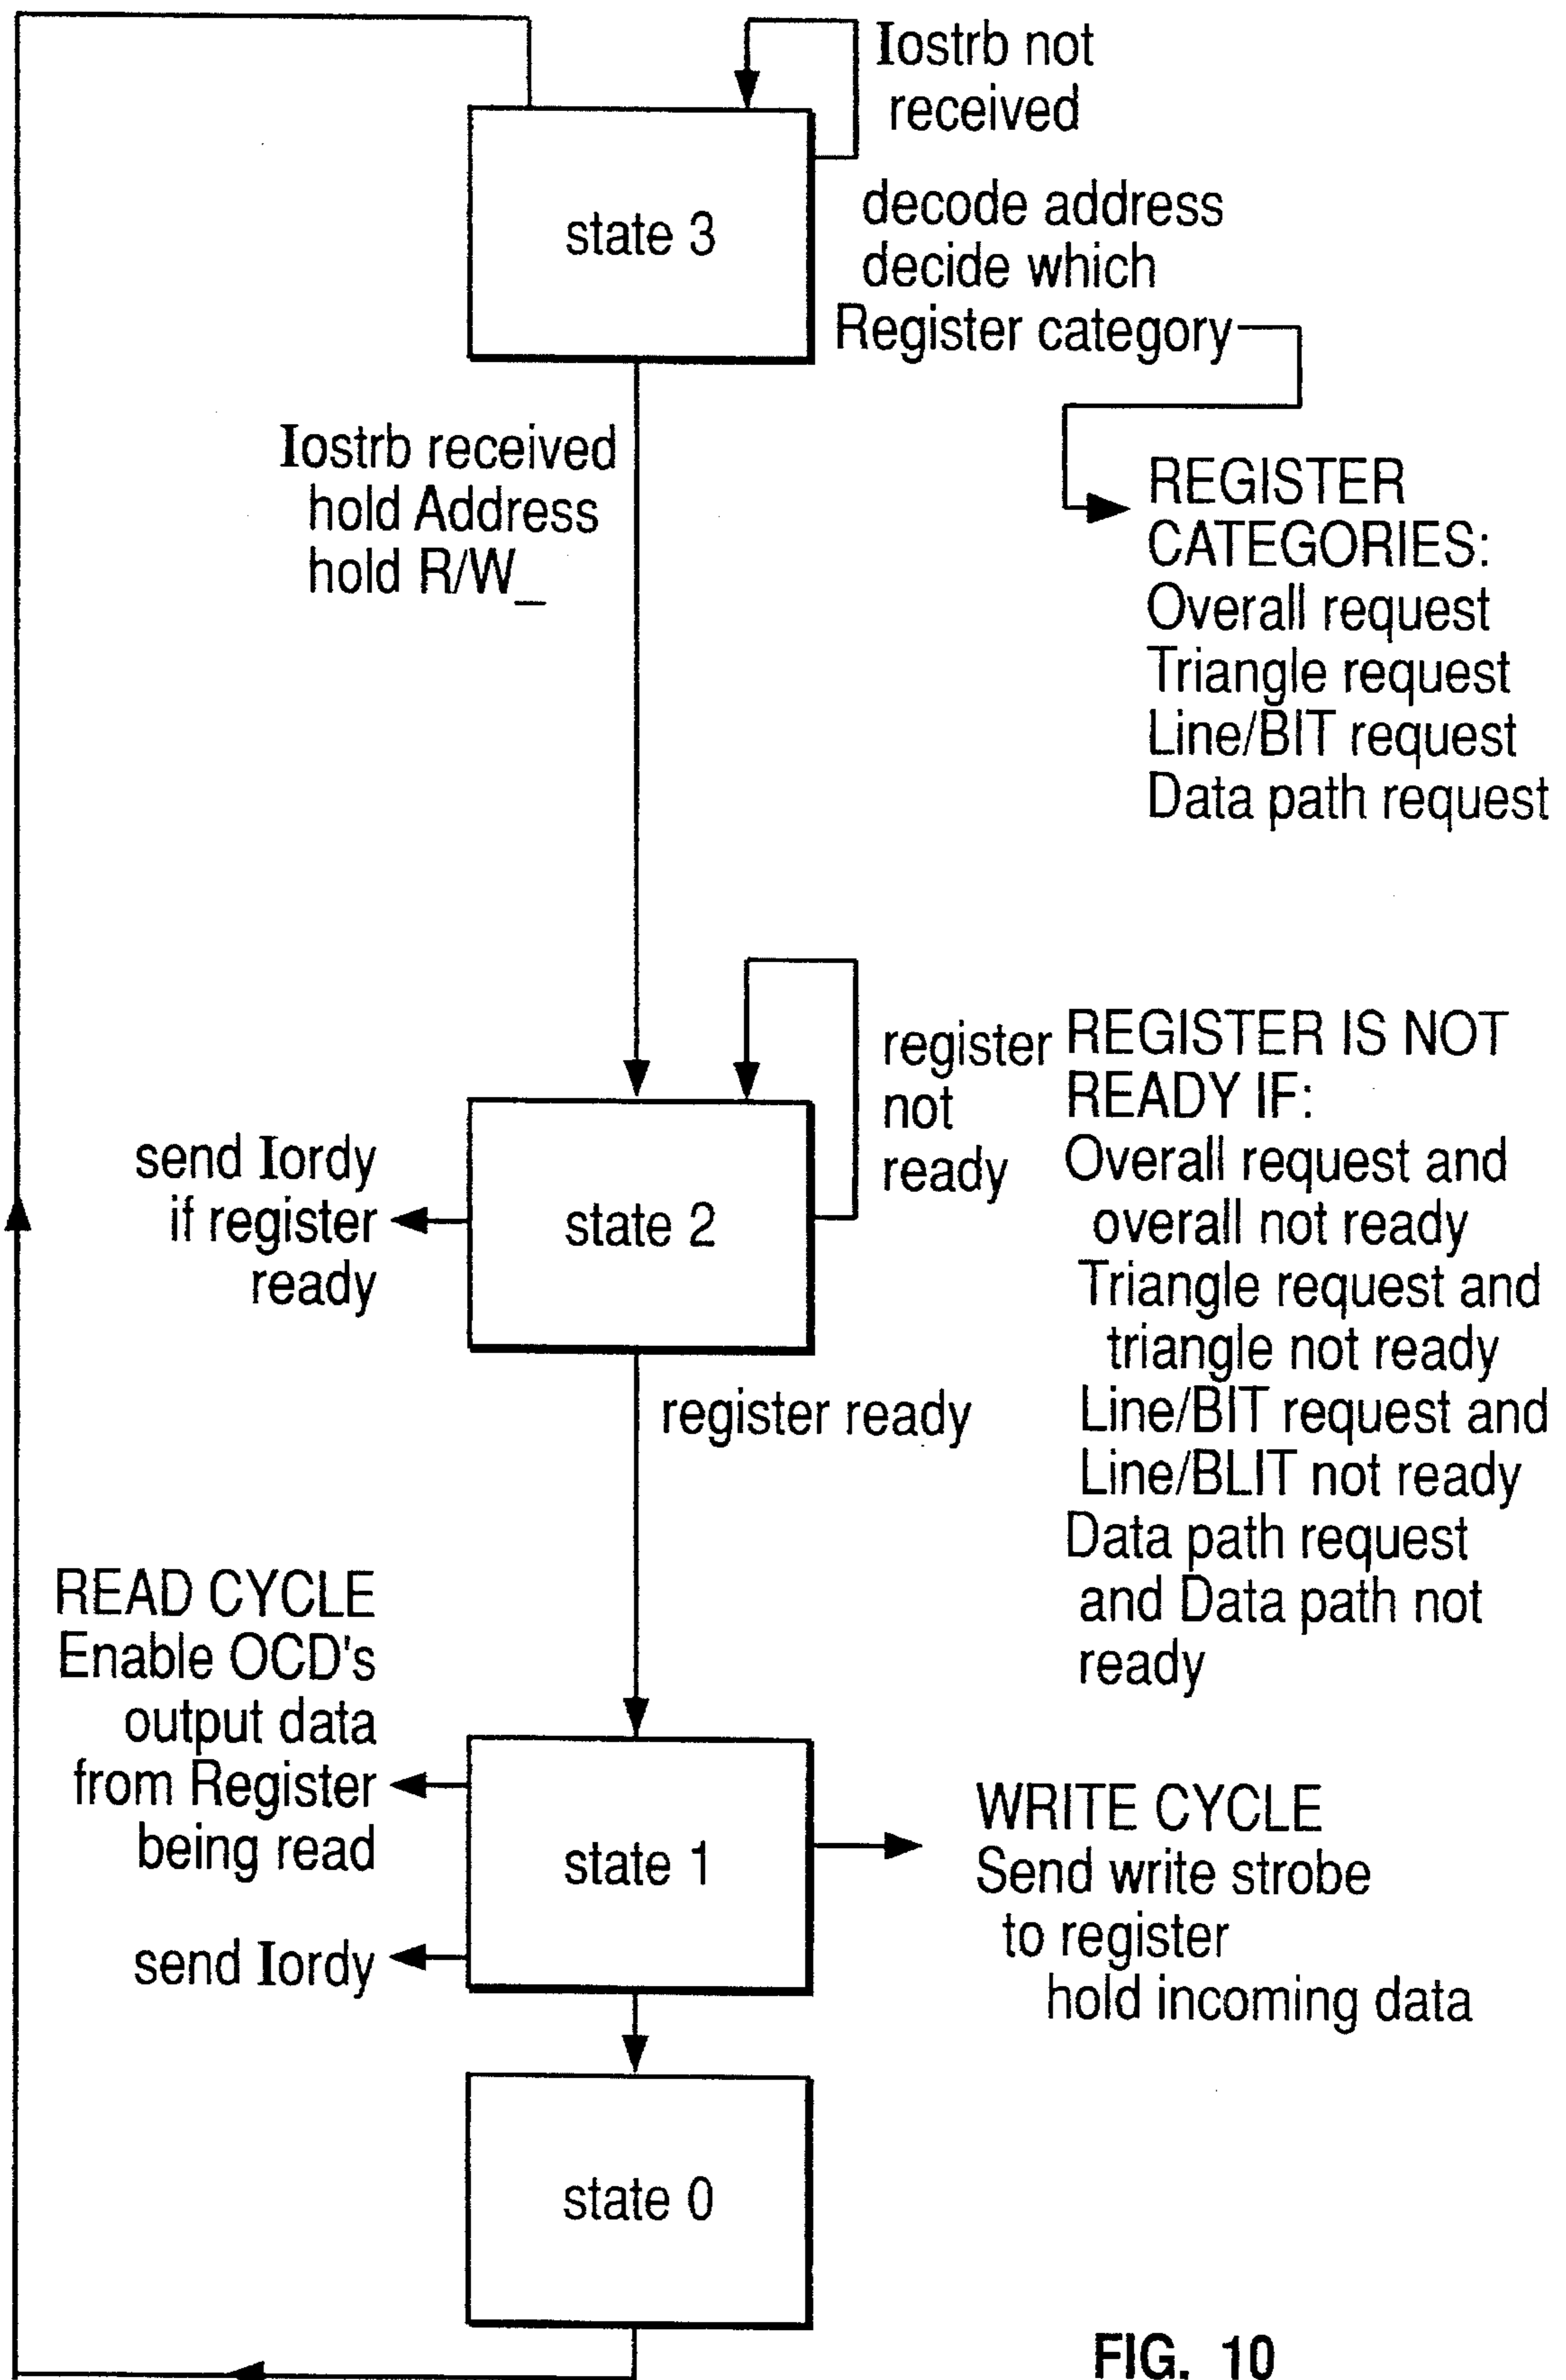 Iostrb not
received
state 3
decode address
decide which
Register category
Iostrb received
hold Address
hold R/W_
REGISTER
CATEGORIES:
Overall request
Triangle request
Line/BIT request
Data path request
register
not
ready
REGISTER IS NOT
READY IF:
Overall request and
overall not ready
Triangle request and
triangle not ready
Line/BIT request and
Line/BLIT not ready
Data path request
and Data path not
ready
send Iordy
if register
ready
state 2
register ready
READ CYCLE
Enable OCD's
output data
from Register
being read
send Iordy
state 1
WRITE CYCLE
Send write strobe
to register
hold incoming data
state 0
FIG. 10